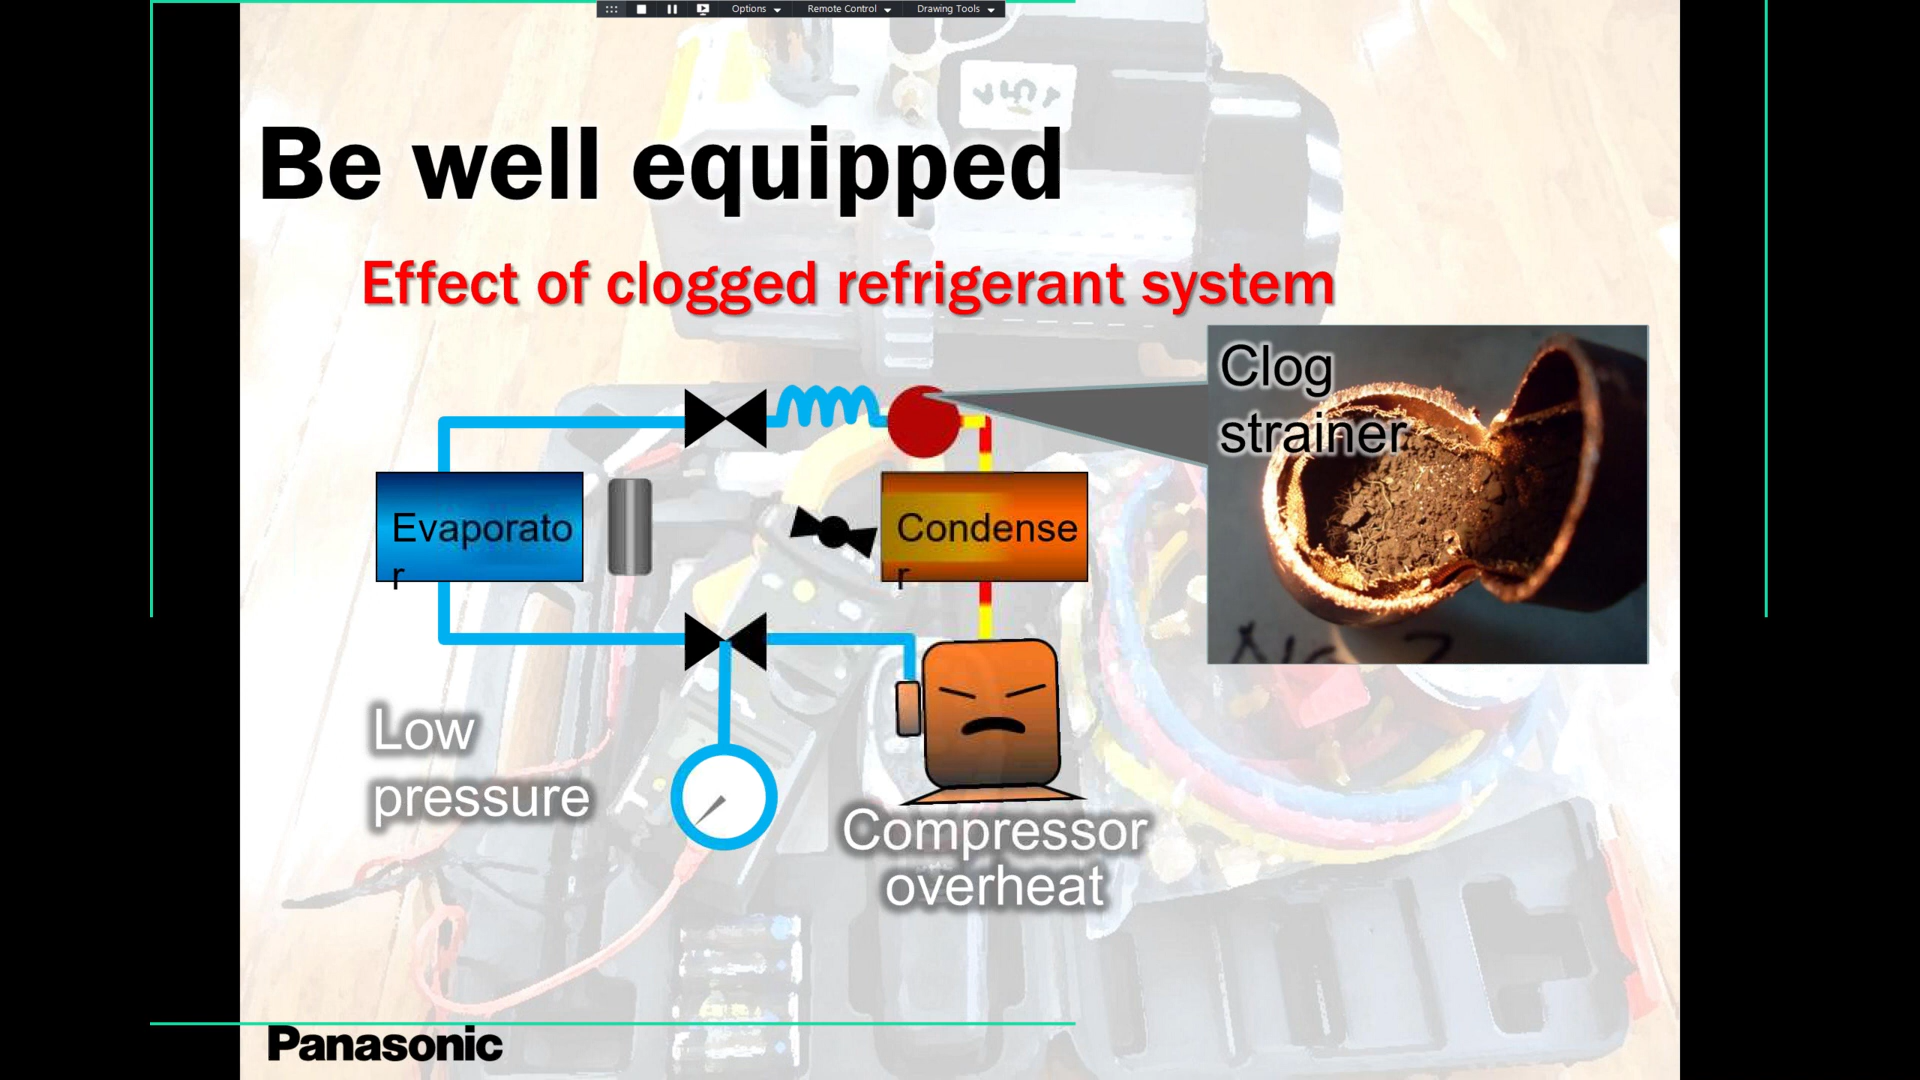 Options
Remote Control
Drawing Tools
Be well equipped
Effect of clogged refrigerant system
Clog
strainer
Evaporato
r
Condense
r
Low
pressure
Compressor
overheat
Panasonic